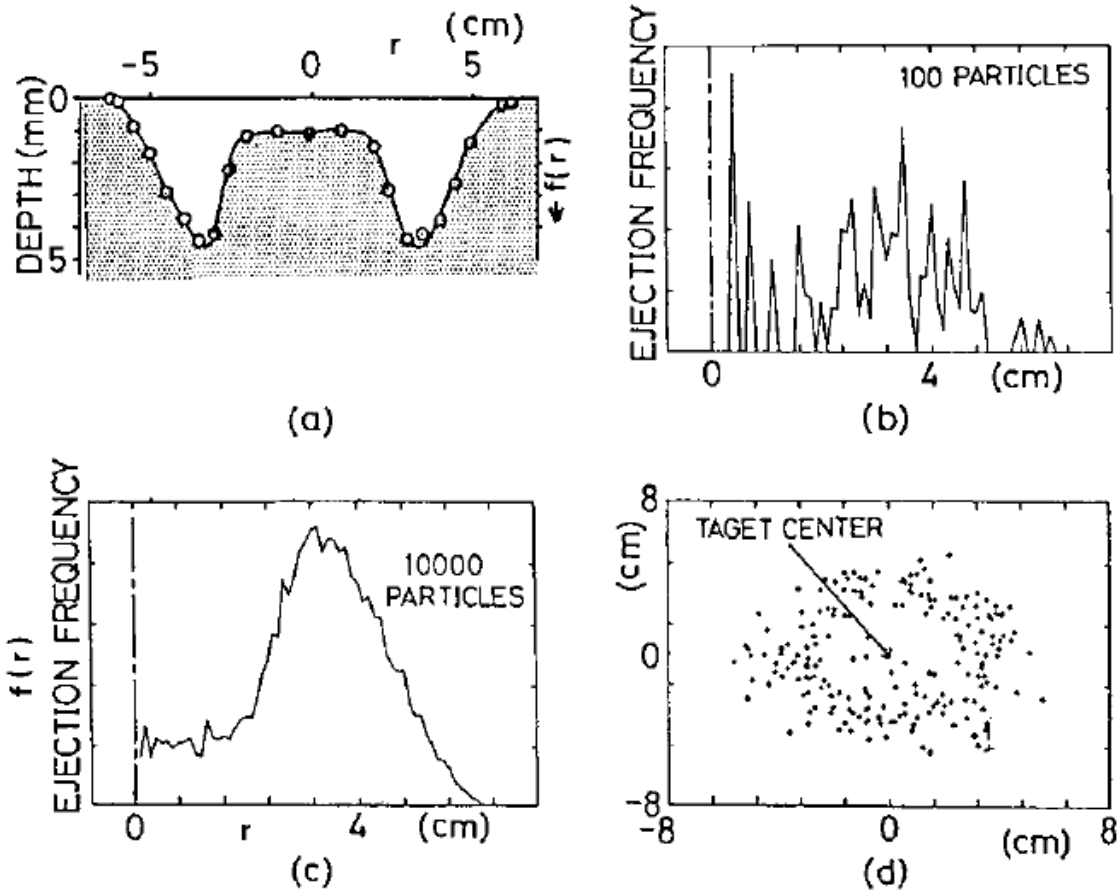 r (cm)
-5 0 5
DEPTH (mm)
0
5
f(r)
(a)
EJECTION FREQUENCY
100 PARTICLES
0 4 (cm)
(b)
f(r)
EJECTION FREQUENCY
10000
PARTICLES
0 r 4 (cm)
(c)
8
(cm)
0
-8
TAGET CENTER
-8 0 (cm) 8
(d)